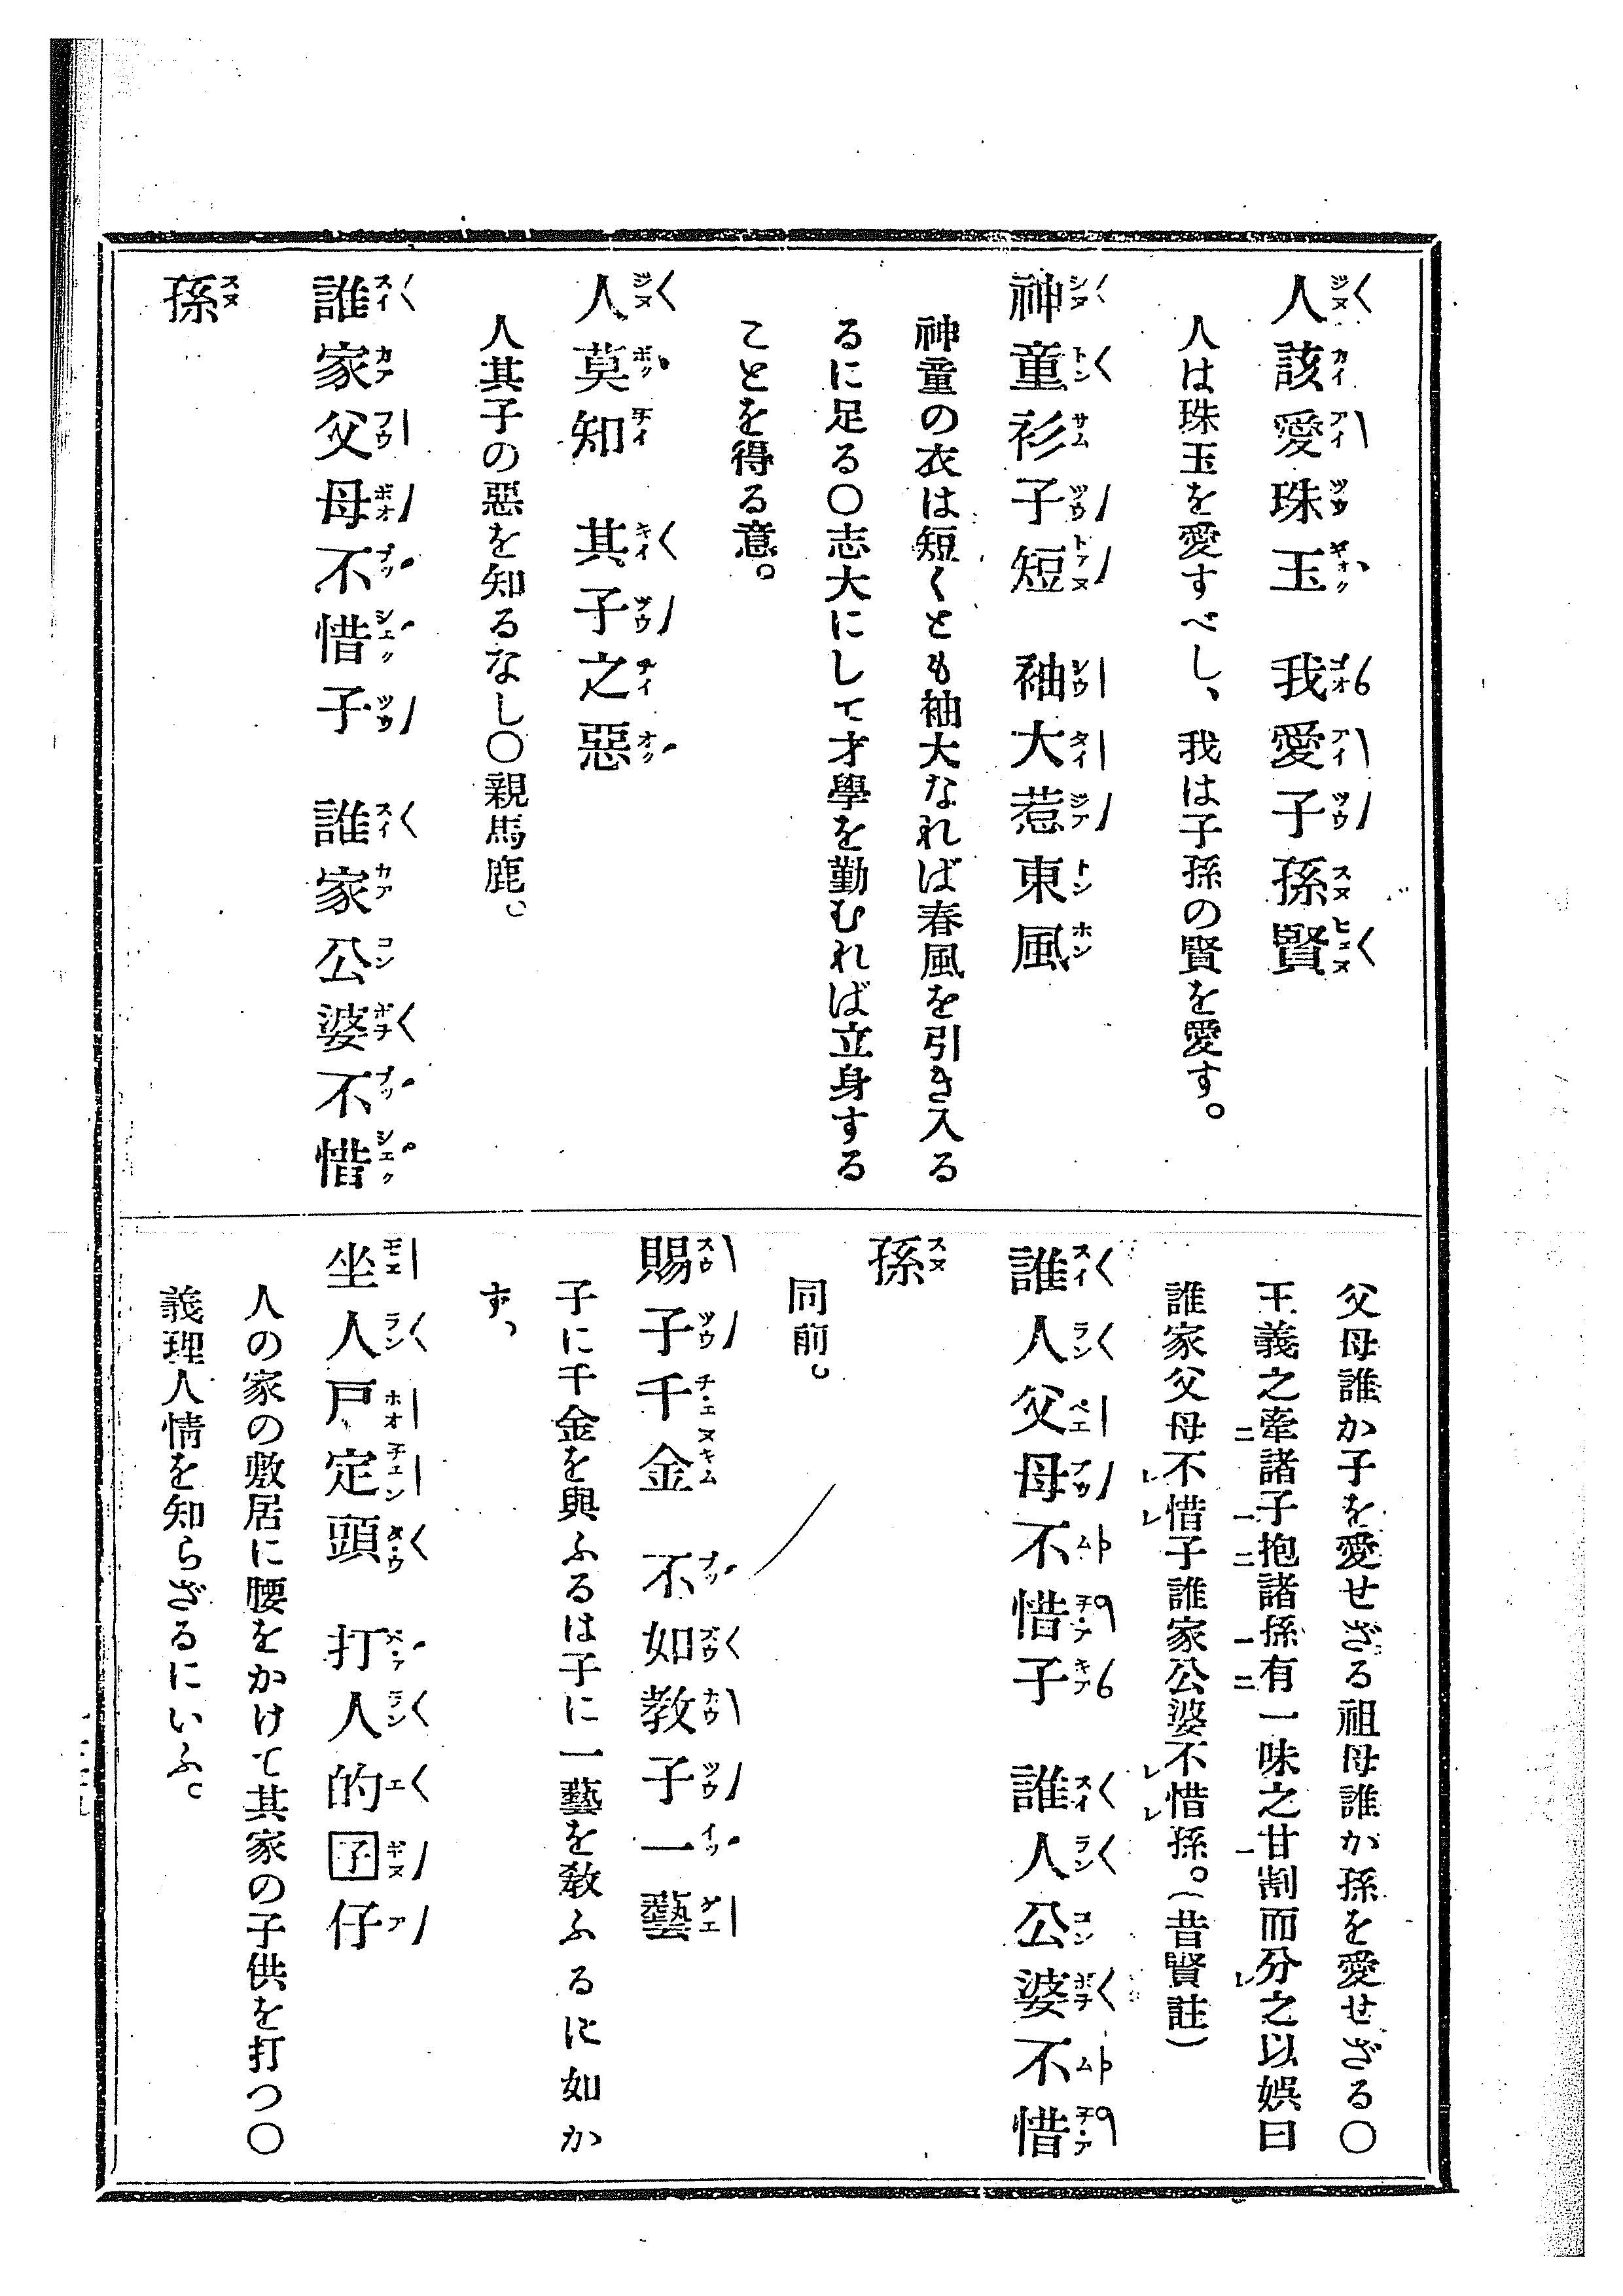 人該愛珠玉　我愛子孫賢
人は珠玉を愛すべし、我は子孫の賢を愛す。
神童衫子短　袖大惹東風
神童の衣は短くとも袖大なれば春風を引き入る
るに足る〇志大にして才學を勤むれば立身する
ことを得る意。
人莫知　其子之惡
人其子の惡を知るなし〇親馬鹿。
誰家父母不惜子　誰家公婆不惜
孫
父母誰か子を愛せざる祖母誰か孫を愛せざる〇
王義之牽諸子抱諸孫有一味之甘割而分之以娯曰
誰家父母不惜子誰家公婆不惜孫。(昔賢註)
誰人父母不惜子　誰人公婆不惜
孫
同前。
賜子千金　不如教子一藝
子に千金を與ふるは子に一藝を敎ふるに如か
ず、
坐人戸定頭　打人的囝仔
人の家の敷居に腰をかけて其家の子供を打つ〇
義理人情を知らざるにいふ。